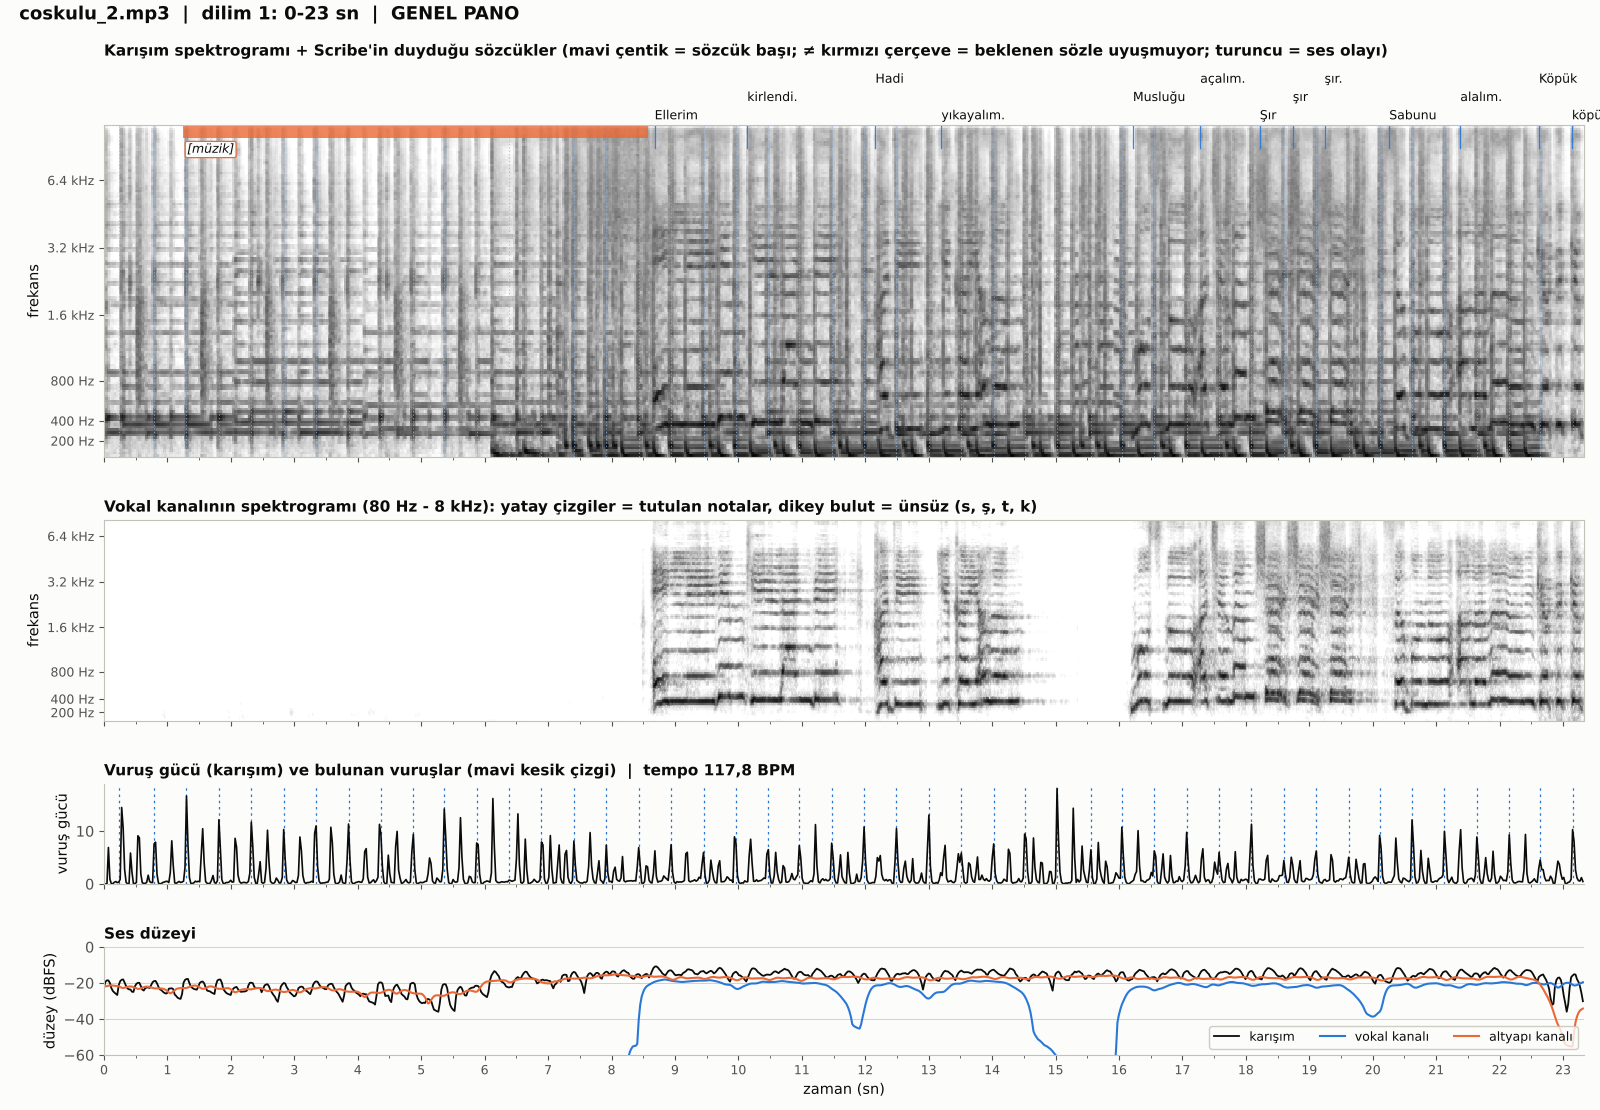 coskulu_2.mp3 | dilim 1: 0-23 sn | GENEL PANO
Karışım spektrogramı + Scribe'in duyduğu sözcükler (mavi çentik = sözcük başı; ≠ kırmızı çerçeve = beklenen sözle uyuşmuyor; turuncu = ses olayı)
Hadi açalım. şır. Köpük
kirlendi. Musluğu şır alalım.
Ellerim yıkayalım. Şır Sabunu köpü
[müzik]
6.4 kHz
3.2 kHz
1.6 kHz
800 Hz
400 Hz
200 Hz
frekans
Vokal kanalının spektrogramı (80 Hz - 8 kHz): yatay çizgiler = tutulan notalar, dikey bulut = ünsüz (s, ş, t, k)
6.4 kHz
3.2 kHz
1.6 kHz
800 Hz
400 Hz
200 Hz
frekans
Vuruş gücü (karışım) ve bulunan vuruşlar (mavi kesik çizgi) | tempo 117,8 BPM
10
0
vuruş gücü
Ses düzeyi
0
−20
−40
−60
düzey (dBFS)
karışım vokal kanalı altyapı kanalı
0 1 2 3 4 5 6 7 8 9 10 11 12 13 14 15 16 17 18 19 20 21 22 23
zaman (sn)